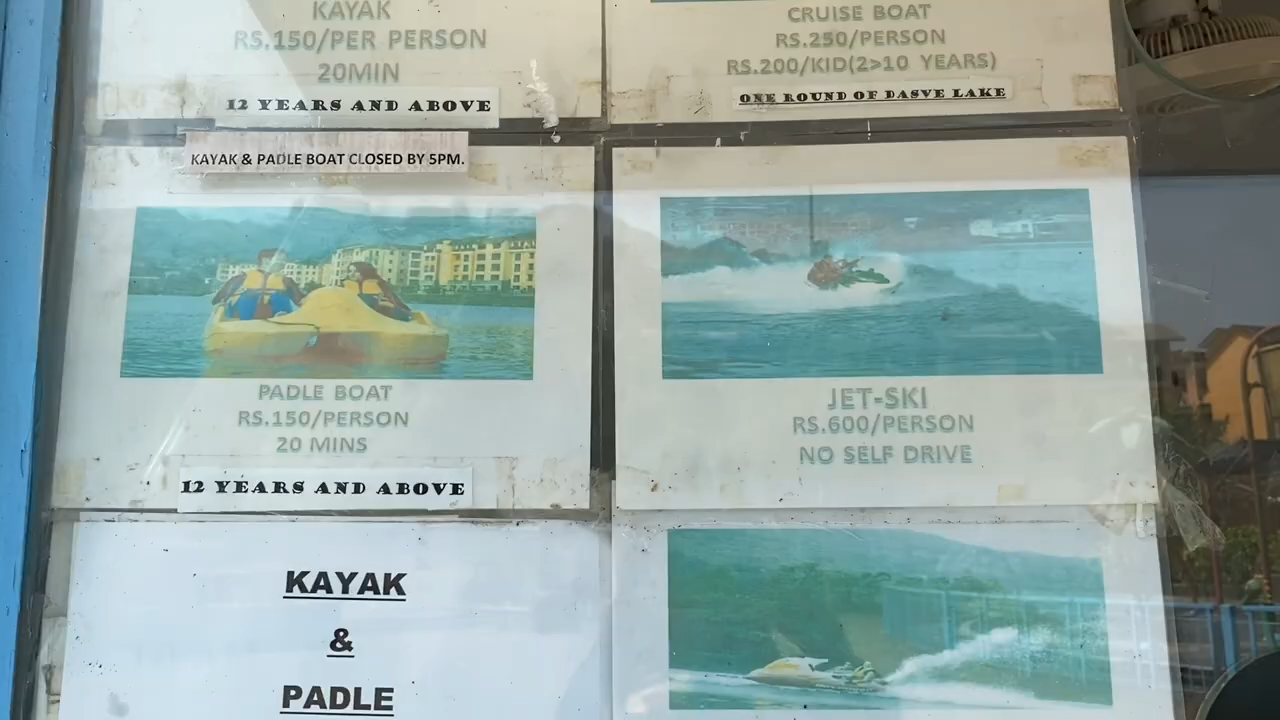 KAYAK
RS.150/PER PERSON
20MIN
12 YEARS AND ABOVE
CRUISE BOAT
RS.250/PERSON
RS.200/KID(2>10 YEARS)
ONE ROUND OF DASVE LAKE
KAYAK & PADLE BOAT CLOSED BY 5PM.
PADLE BOAT
RS.150/PERSON
20 MINS
12 YEARS AND ABOVE
JET-SKI
RS.600/PERSON
NO SELF DRIVE
KAYAK
&
PADLE